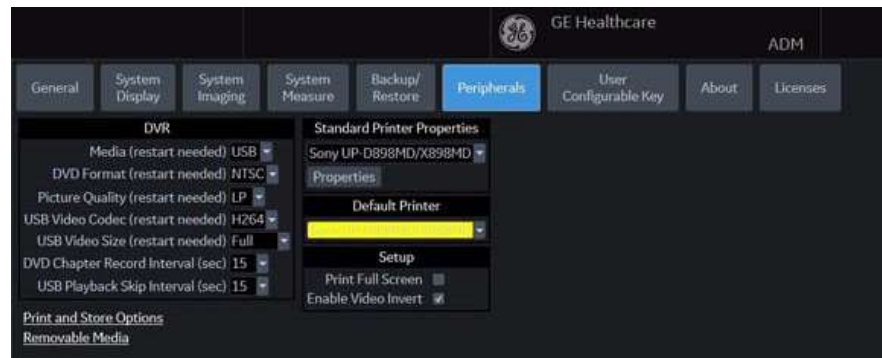 GE Healthcare
ADM
General
System Display
System Imaging
System Measure
Backup/ Restore
Peripherals
User Configurable Key
About
Licenses
DVR
Media (restart needed) USB
DVD Format (restart needed) NTSC
Picture Quality (restart needed) LP
USB Video Codec (restart needed) H264
USB Video Size (restart needed) Full
DVD Chapter Record Interval (sec) 15
USB Playback Skip Interval (sec) 15
Print and Store Options
Removable Media
Standard Printer Properties
Sony UP-D898MD/X898MD
Properties
Default Printer
Setup
Print Full Screen
Enable Video Invert